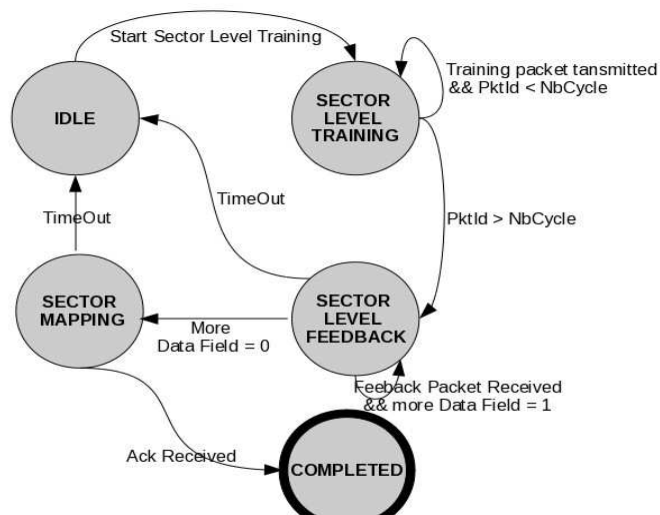 Start Sector Level Training
IDLE
SECTOR
LEVEL
TRAINING
Training packet tansmitted
&& PktId < NbCycle
TimeOut
PktId > NbCycle
TimeOut
SECTOR
MAPPING
More
Data Field = 0
SECTOR
LEVEL
FEEDBACK
Feeback Packet Received
&& more Data Field = 1
Ack Received
COMPLETED